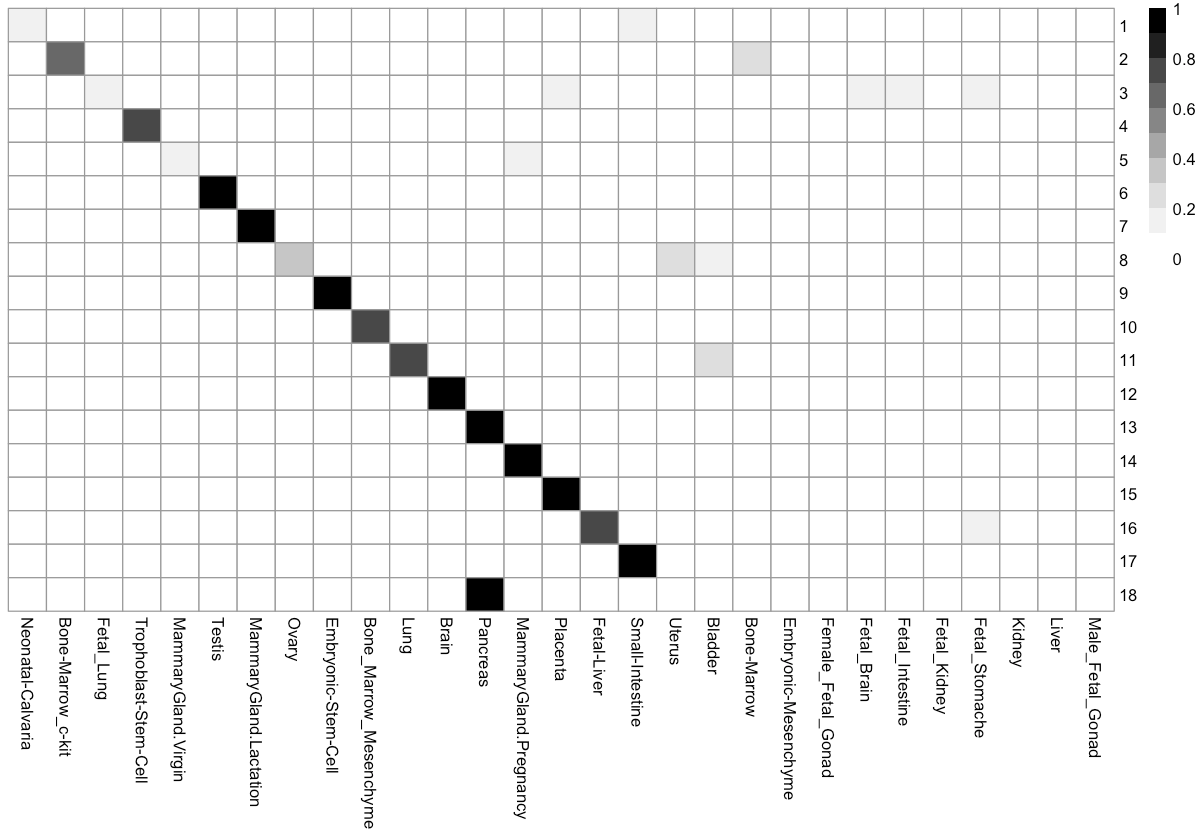 1
2
3
4
5
6
7
8
9
10
11
12
13
14
15
16
17
18
1
0.8
0.6
0.4
0.2
0
Neonatal-Calvaria
Bone-Marrow_c-kit
Fetal_Lung
Trophoblast-Stem-Cell
MammaryGland.Virgin
Testis
MammaryGland.Lactation
Ovary
Embryonic-Stem-Cell
Bone_Marrow_Mesenchyme
Lung
Brain
Pancreas
MammaryGland.Pregnancy
Placenta
Fetal-Liver
Small-Intestine
Uterus
Bladder
Bone-Marrow
Embryonic-Mesenchyme
Female_Fetal_Gonad
Fetal_Brain
Fetal_Intestine
Fetal_Kidney
Fetal_Stomache
Kidney
Liver
Male_Fetal_Gonad